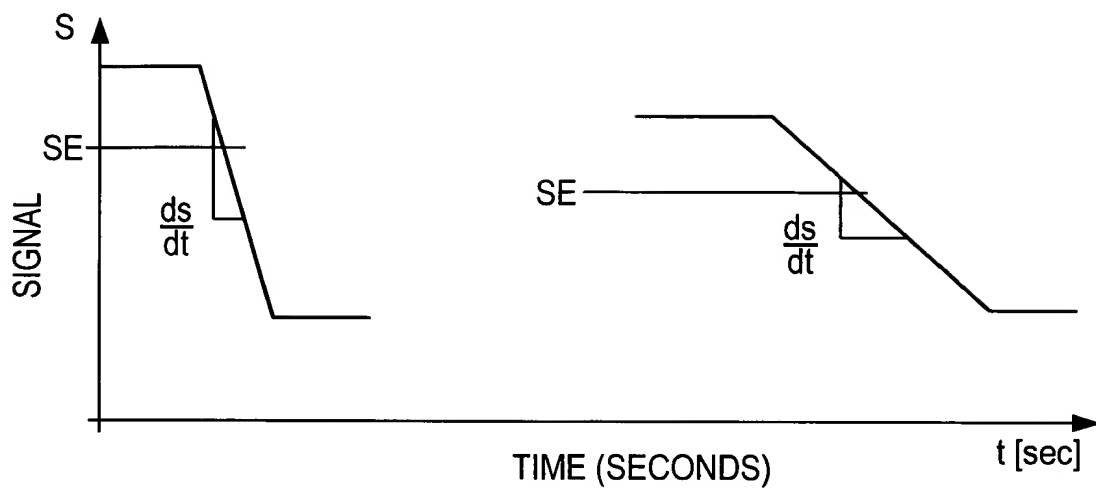 S
SE
SIGNAL
ds
dt
SE
ds
dt
t [sec]
TIME (SECONDS)